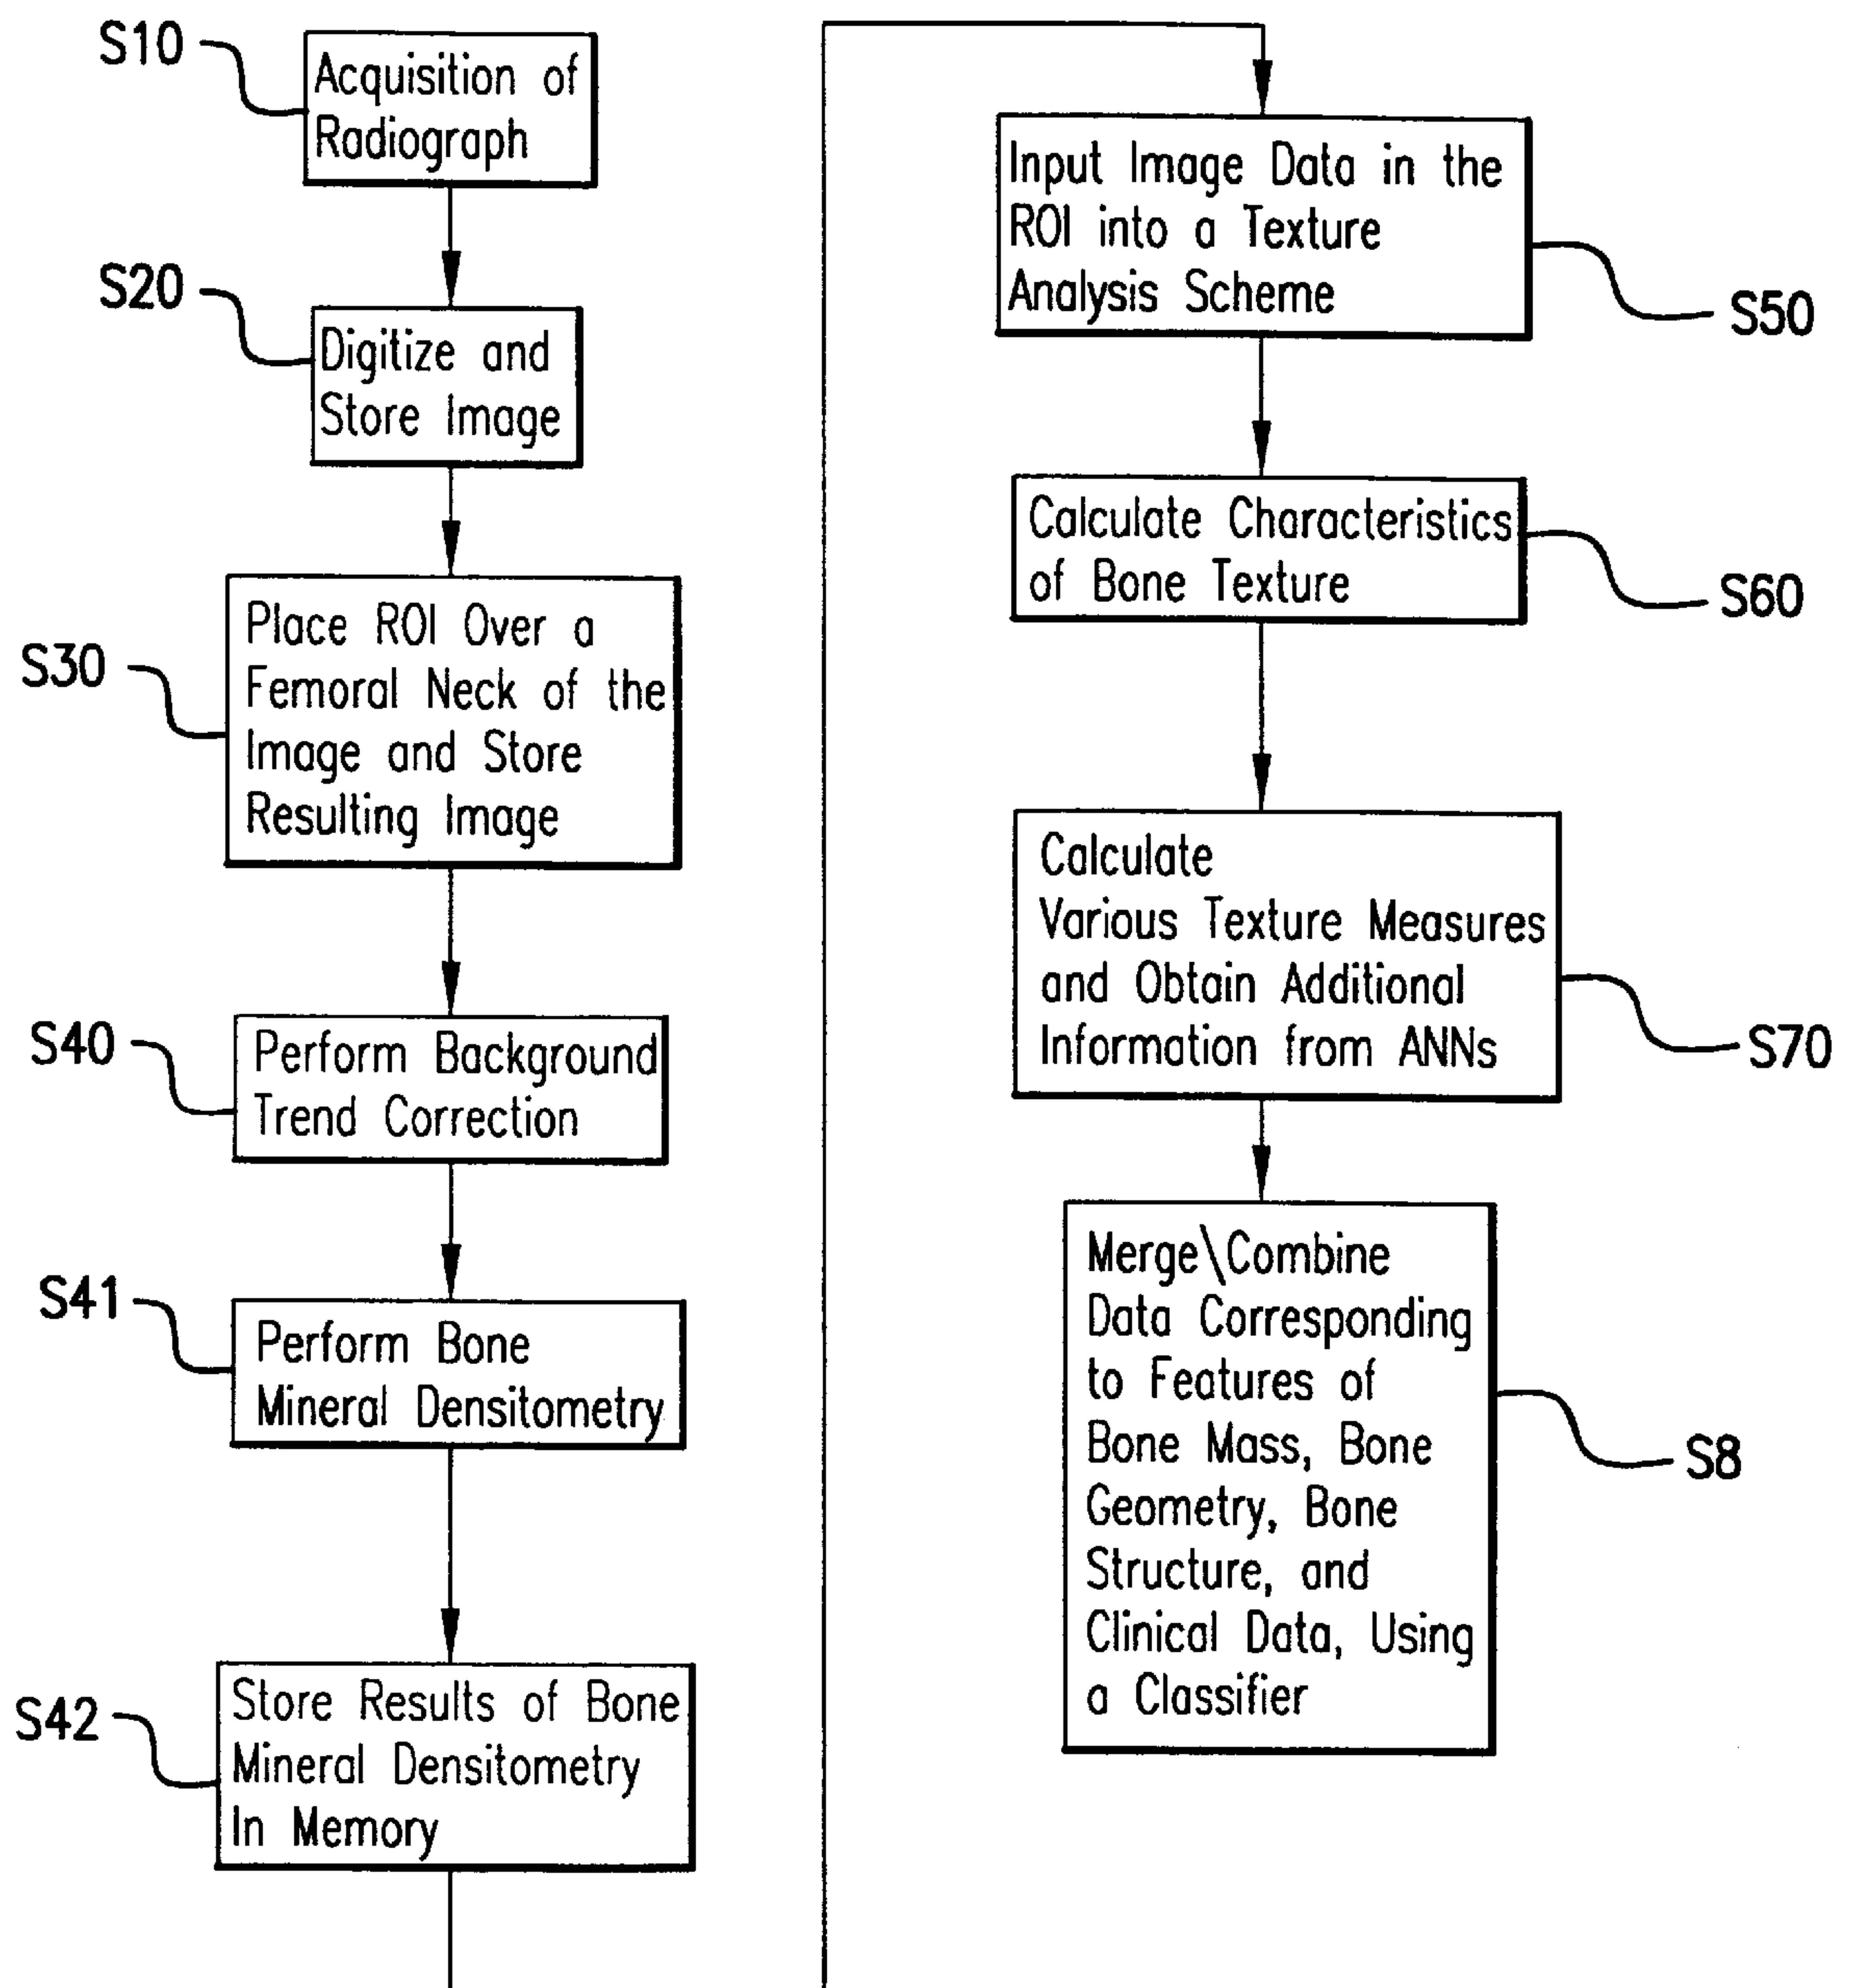 S10
Acquisition of
Radiograph
S20
Digitize and
Store Image
S30
Place ROI Over a
Femoral Neck of the
Image and Store
Resulting Image
S40
Perform Background
Trend Correction
S41
Perform Bone
Mineral Densitometry
S42
Store Results of Bone
Mineral Densitometry
In Memory
Input Image Data in the
ROI into a Texture
Analysis Scheme
S50
Calculate Characteristics
of Bone Texture
S60
Calculate
Various Texture Measures
and Obtain Additional
Information from ANNs
S70
Merge\Combine
Data Corresponding
to Features of
Bone Mass, Bone
Geometry, Bone
Structure, and
Clinical Data, Using
a Classifier
S8